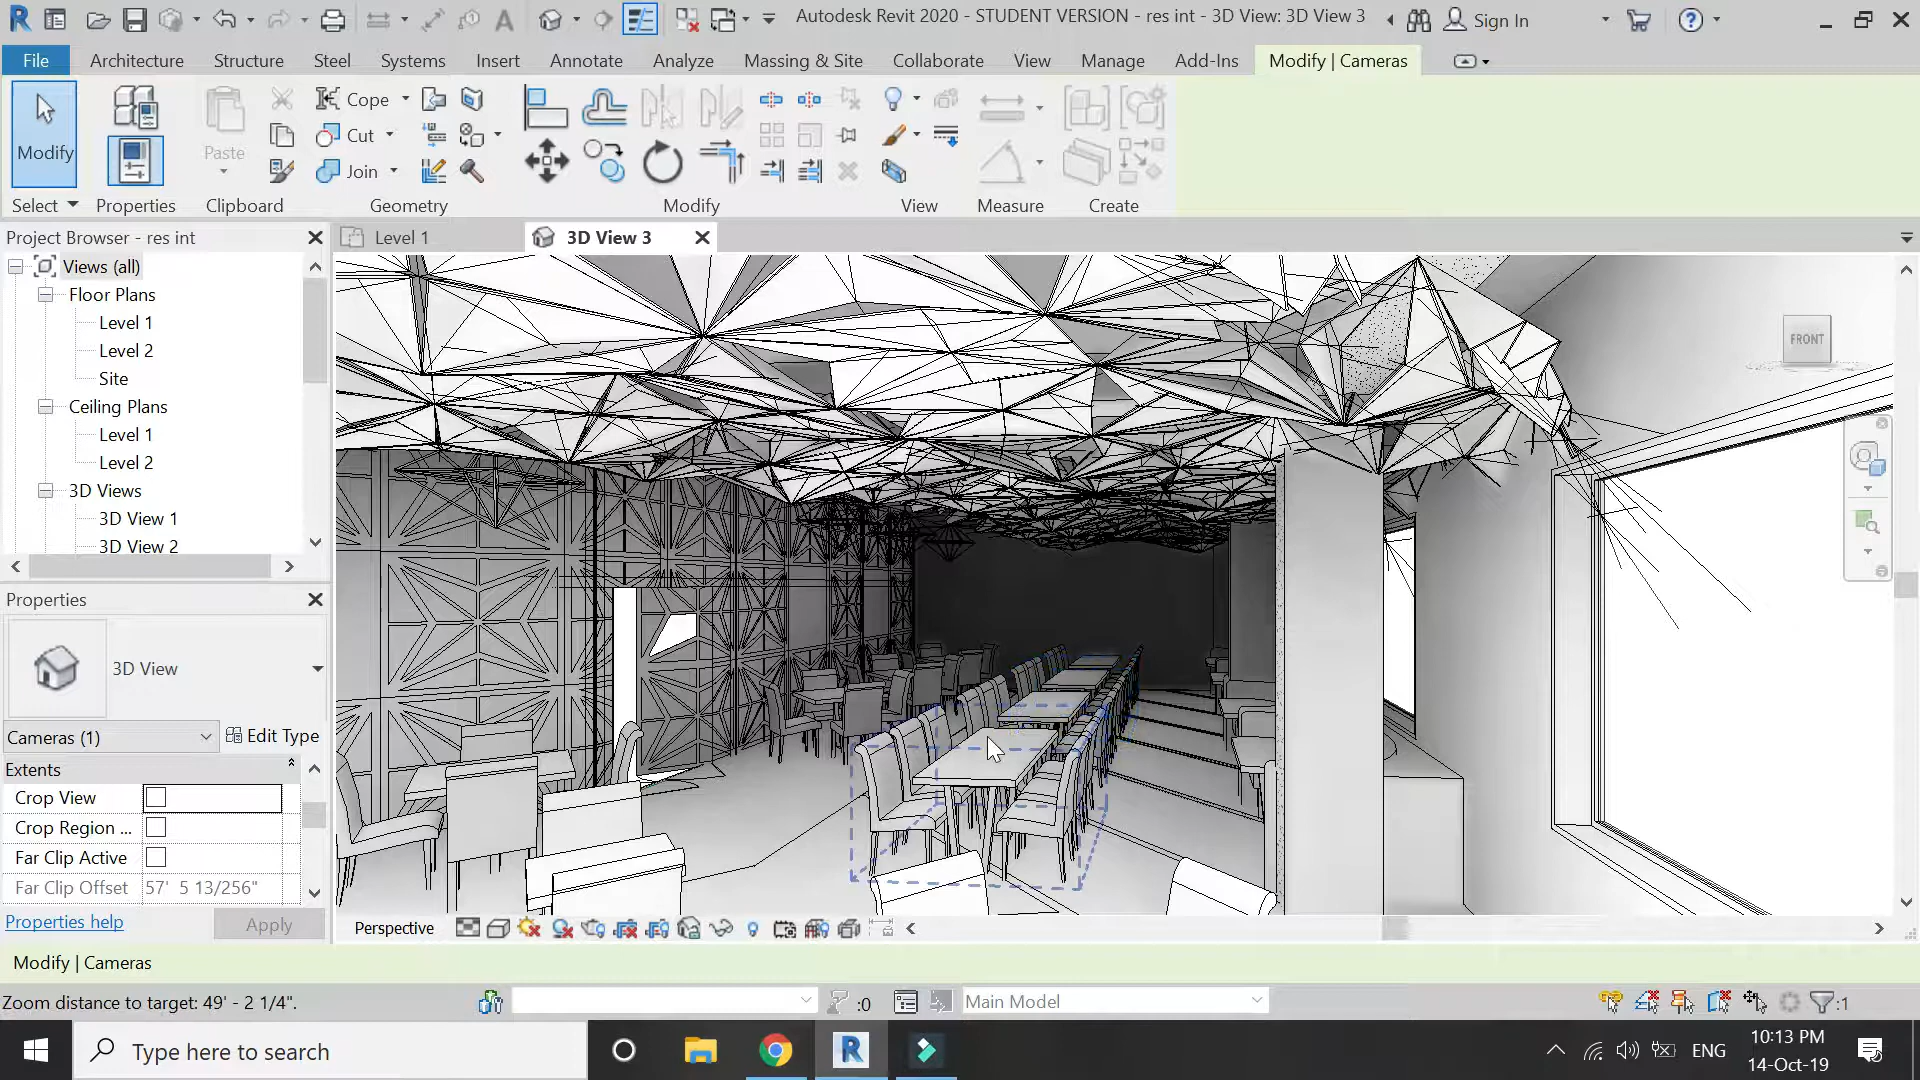 Autodesk Revit 2020 - STUDENT VERSION - res int - 3D View: 3D View 3
Sign In
File Architecture Structure Steel Systems Insert Annotate Analyze Massing & Site Collaborate View Manage Add-Ins Modify | Cameras
Modify
Paste
Cope
Cut
Join
Select Properties Clipboard Geometry Modify View Measure Create
Project Browser - res int
Level 1
3D View 3
Views (all)
Floor Plans
Level 1
Level 2
Site
Ceiling Plans
Level 1
Level 2
3D Views
3D View 1
3D View 2
FRONT
Properties
3D View
Cameras (1)
Edit Type
Extents
Crop View
Crop Region ...
Far Clip Active
Far Clip Offset 57' 5 13/256"
Properties help
Apply
Perspective
Modify | Cameras
Zoom distance to target: 49' - 2 1/4".
:0
Main Model
:1
Type here to search
ENG
10:13 PM
14-Oct-19